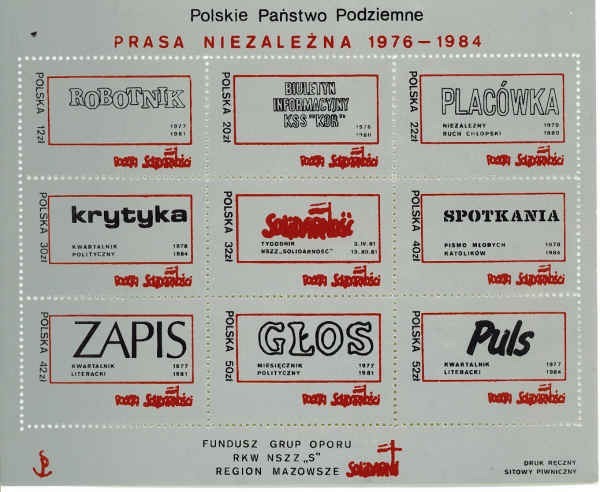 Polskie Państwo Podziemne
PRASA NIEZALEŻNA 1976-1984
POLSKA 12zł
ROBOTNIK
1977
1981
POCZTA SOLIDARNOŚCI
POLSKA 20zł
BIULETYN
INFORMACYJNY
KSS "KOR"
1976
1980
POCZTA SOLIDARNOŚCI
POLSKA 22zł
PLACÓWKA
NIEZALEŻNY 1979
RUCH CHŁOPSKI 1980
POCZTA SOLIDARNOŚCI
POLSKA 30zł
krytyka
KWARTALNIK 1978
POLITYCZNY 1984
POCZTA SOLIDARNOŚCI
POLSKA 32zł
SOLIDARNOŚĆ
TYGODNIK 3.IV.81
NSZZ „SOLIDARNOŚĆ" 13.XII.81
POCZTA SOLIDARNOŚCI
POLSKA 40zł
SPOTKANIA
PISMO MŁODYCH 1978
KATOLIKÓW 1984
POCZTA SOLIDARNOŚCI
POLSKA 42zł
ZAPIS
KWARTALNIK 1977
LITERACKI 1981
POCZTA SOLIDARNOŚCI
POLSKA 50zł
GŁOS
MIESIĘCZNIK 1977
POLITYCZNY 1981
POCZTA SOLIDARNOŚCI
POLSKA 52zł
Puls
KWARTALNIK 1977
LITERACKI 1984
POCZTA SOLIDARNOŚCI
FUNDUSZ GRUP OPORU
RKW NSZZ „S"
REGION MAZOWSZE SOLIDARNI
DRUK RĘCZNY
SITOWY PIWNICZNY